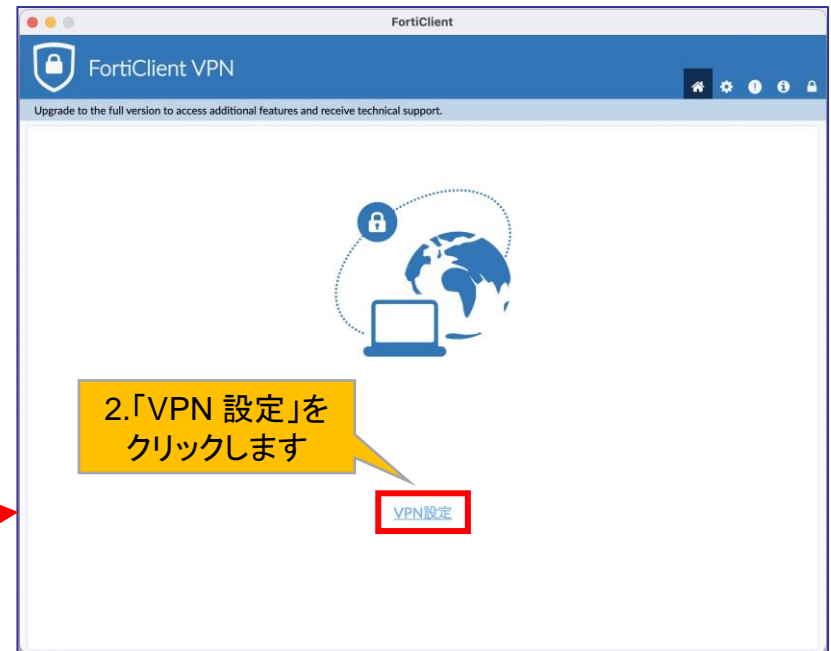 FortiClient
FortiClient VPN
Upgrade to the full version to access additional features and receive technical support.
2.「VPN 設定」を
クリックします
VPN設定